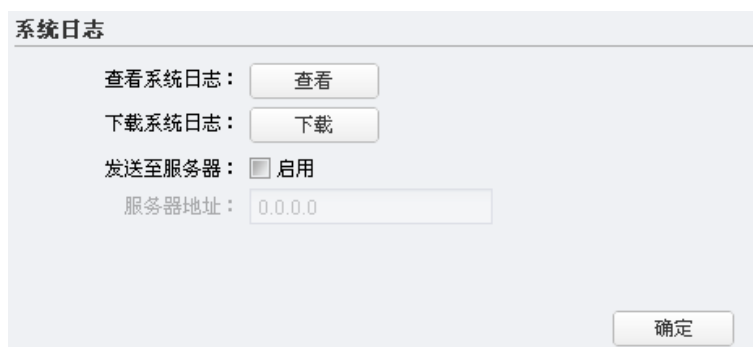 系统日志
查看系统日志： 查看
下载系统日志： 下载
发送至服务器： 启用
服务器地址： 0.0.0.0
确定